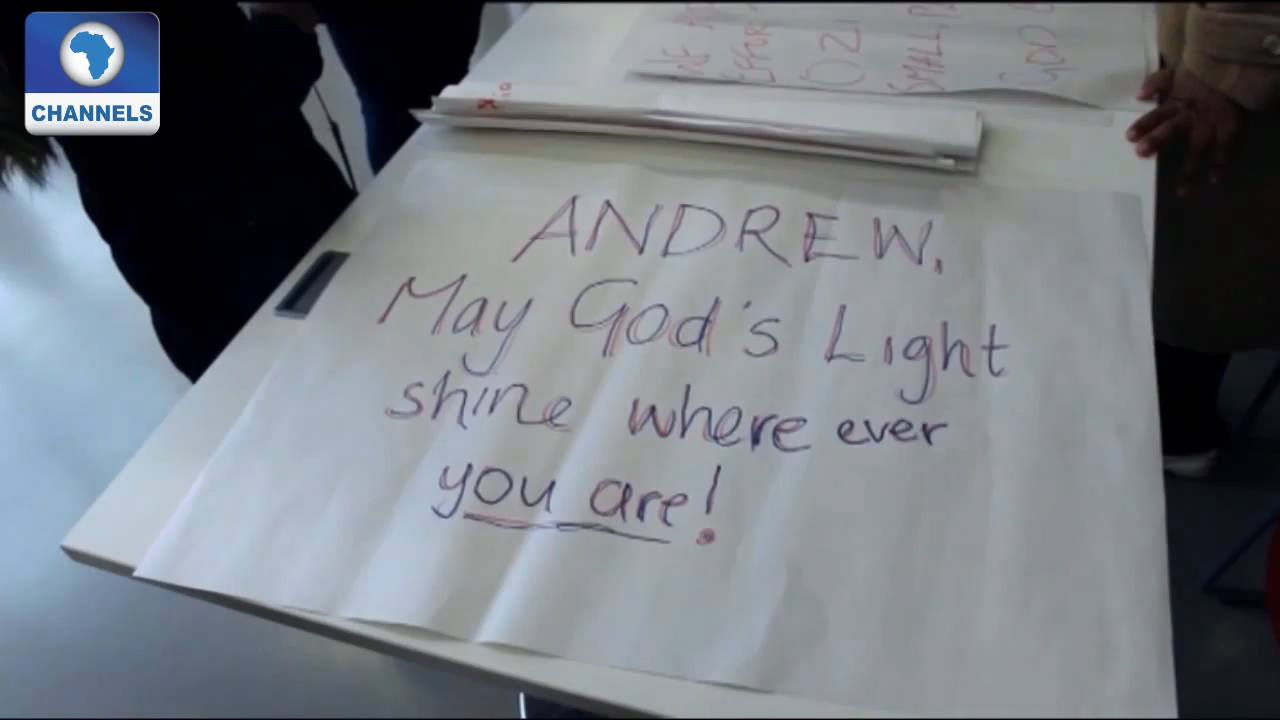 CHANNELS
ANDREW,
May God's Light
shine where ever
you are!